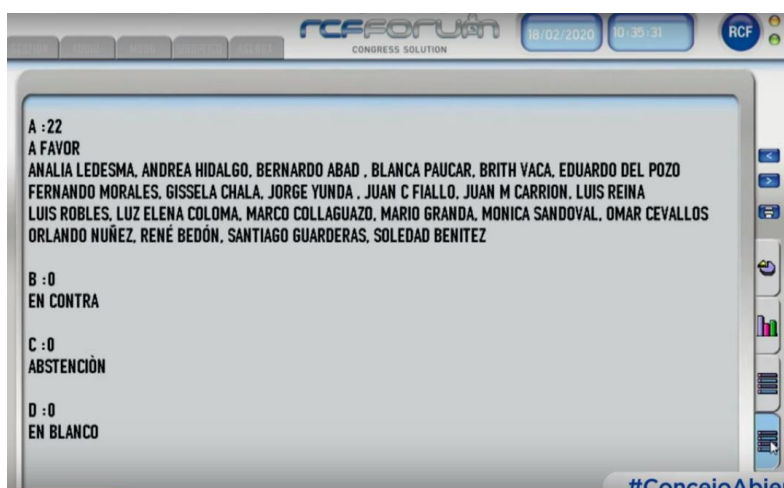 RCF FORUM
CONGRESS SOLUTION
18/02/2020
10:35:31
RCF
A :22
A FAVOR
ANALIA LEDESMA, ANDREA HIDALGO, BERNARDO ABAD , BLANCA PAUCAR, BRITH VACA, EDUARDO DEL POZO
FERNANDO MORALES, GISSELA CHALA, JORGE YUNDA , JUAN C FIALLO, JUAN M CARRION, LUIS REINA
LUIS ROBLES, LUZ ELENA COLOMA, MARCO COLLAGUAZO, MARIO GRANDA, MONICA SANDOVAL, OMAR CEVALLOS
ORLANDO NUÑEZ, RENÉ BEDÓN, SANTIAGO GUARDERAS, SOLEDAD BENITEZ
B :0
EN CONTRA
C :0
ABSTENCIÒN
D :0
EN BLANCO